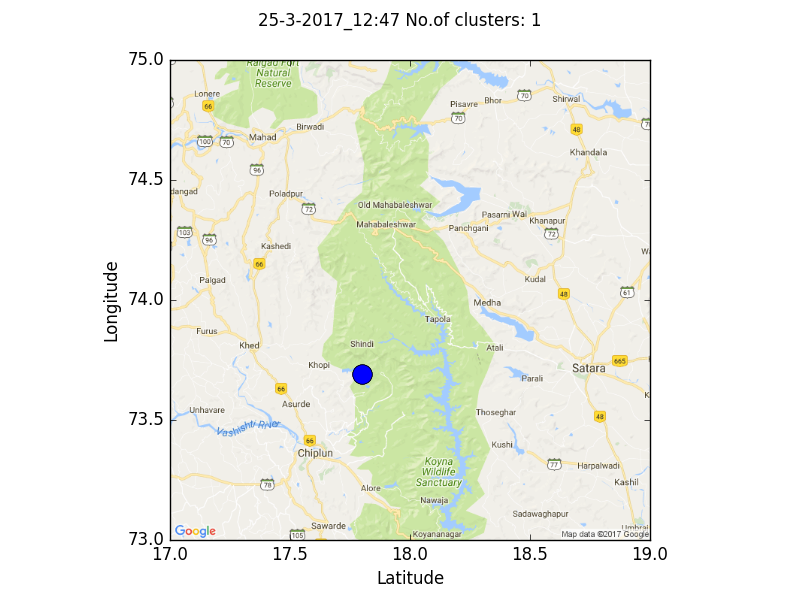 25-3-2017_12:47 No.of clusters: 1
75.0
74.5
74.0
73.5
73.0
17.0
17.5
18.0
18.5
19.0
Longitude
Latitude
Raigad Fort
Natural
Reserve
Lonere
66
Mahad
Birwadi
100
70
96
Pisavre
Bhor
70
70
Shirwal
48
Khandala
dangad
Poladpur
72
Old Mahabaleshwar
Mahabaleshwar
Pasarni
Wai
Khanapur
72
Panchgani
103
96
Kashedi
66
Palgad
Kudal
48
61
Medha
Tapola
Furus
Khed
Shindi
Atali
Khopi
Satara
665
Parali
66
Asurde
Unhavare
Vashishti River
66
Chiplun
Thoseghar
48
Kushi
77
Harpalwadi
Kashil
Koyna
Wildlife
Sanctuary
78
Alore
Nawaja
Sadawaghapur
Sawarde
105
Koyananagar
Google
Map data ©2017 Google